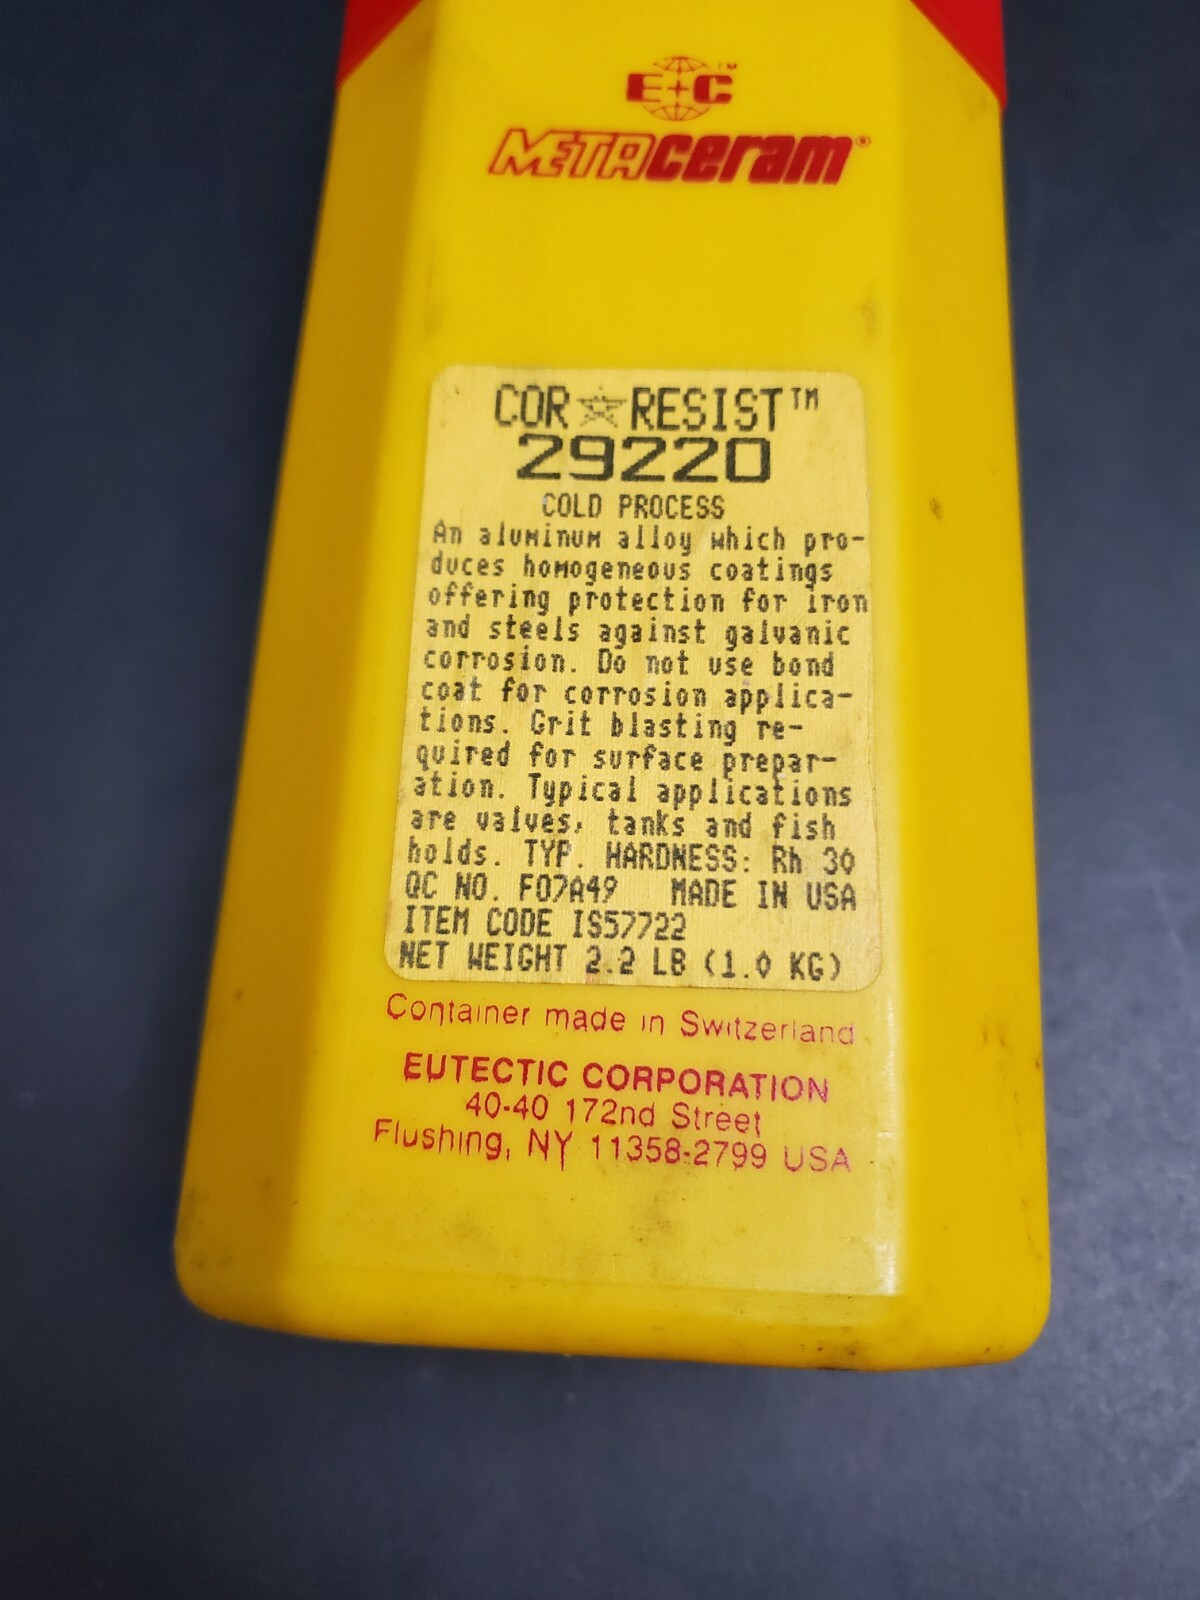 E+C™
METAceram®
COR☆RESIST™
29220
COLD PROCESS
An aluminum alloy which pro-
duces homogeneous coatings
offering protection for iron
and steels against galvanic
corrosion. Do not use bond
coat for corrosion applica-
tions. Grit blasting re-
quired for surface prepar-
ation. Typical applications
are valves, tanks and fish
holds. TYP. HARDNESS: Rh 30
QC NO. F07A49 MADE IN USA
ITEM CODE IS57722
NET WEIGHT 2.2 LB (1.0 KG)
Container made in Switzerland
EUTECTIC CORPORATION
40-40 172nd Street
Flushing, NY 11358-2799 USA